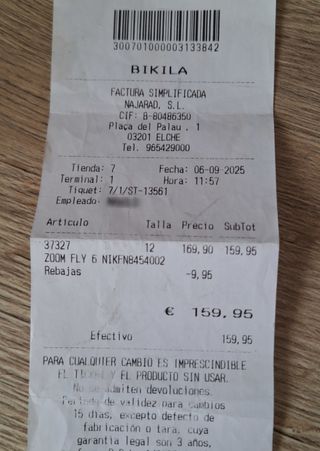 300701000003133842
BIKILA
FACTURA SIMPLIFICADA
NAJARAD, S.L.
CIF: B-80486350
Plaça del Palau , 1
03201 ELCHE
Tel. 965429000
Tienda: 7 Fecha: 06-09-2025
Terminal: 1 Hora: 11:57
Tiquet: 7/1/ST-13561
Empleado:
Artículo Talla Precio SubTot
37327 12 169,90 159,95
ZOOM FLY 6 NIKFN8454002
Rebajas -9,95
€ 159,95
Efectivo 159,95
PARA CUALQUIER CAMBIO ES IMPRESCINDIBLE
EL TICKET Y EL PRODUCTO SIN USAR.
No se admiten devoluciones.
Periodo de validez para cambios
15 días, excepto defecto de
fabricación o tara, cuya
garantía legal son 3 años,